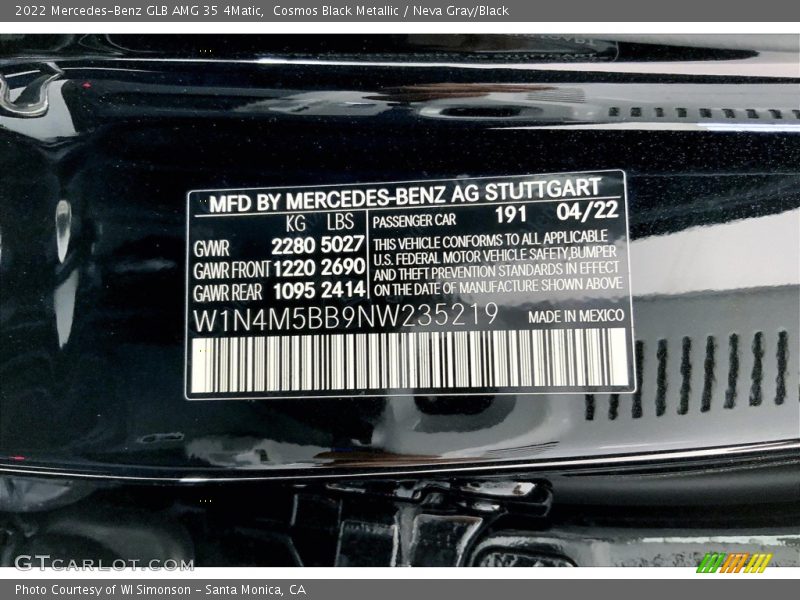 2022 Mercedes-Benz GLB AMG 35 4Matic,  Cosmos Black Metallic / Neva Gray/Black
MFD BY MERCEDES-BENZ AG STUTTGART
KG LBS
GWR 2280 5027
GAWR FRONT 1220 2690
GAWR REAR 1095 2414
PASSENGER CAR 191 04/22
THIS VEHICLE CONFORMS TO ALL APPLICABLE
U.S. FEDERAL MOTOR VEHICLE SAFETY,BUMPER
AND THEFT PREVENTION STANDARDS IN EFFECT
ON THE DATE OF MANUFACTURE SHOWN ABOVE
W1N4M5BB9NW235219 MADE IN MEXICO
GTCARLOT.COM
Photo Courtesy of WI Simonson - Santa Monica, CA